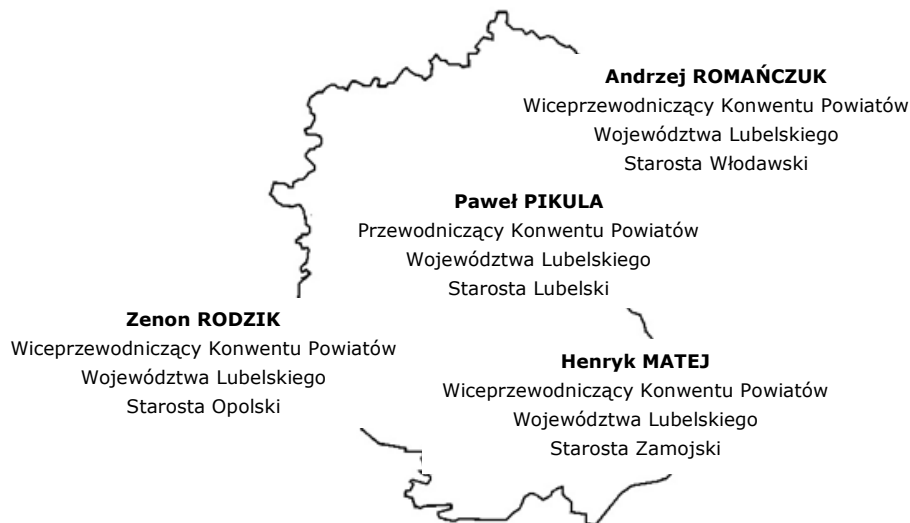 Andrzej ROMAŃCZUK
Wiceprzewodniczący Konwentu Powiatów
Województwa Lubelskiego
Starosta Włodawski
Paweł PIKULA
Przewodniczący Konwentu Powiatów
Województwa Lubelskiego
Starosta Lubelski
Zenon RODZIK
Wiceprzewodniczący Konwentu Powiatów
Województwa Lubelskiego
Starosta Opolski
Henryk MATEJ
Wiceprzewodniczący Konwentu Powiatów
Województwa Lubelskiego
Starosta Zamojski